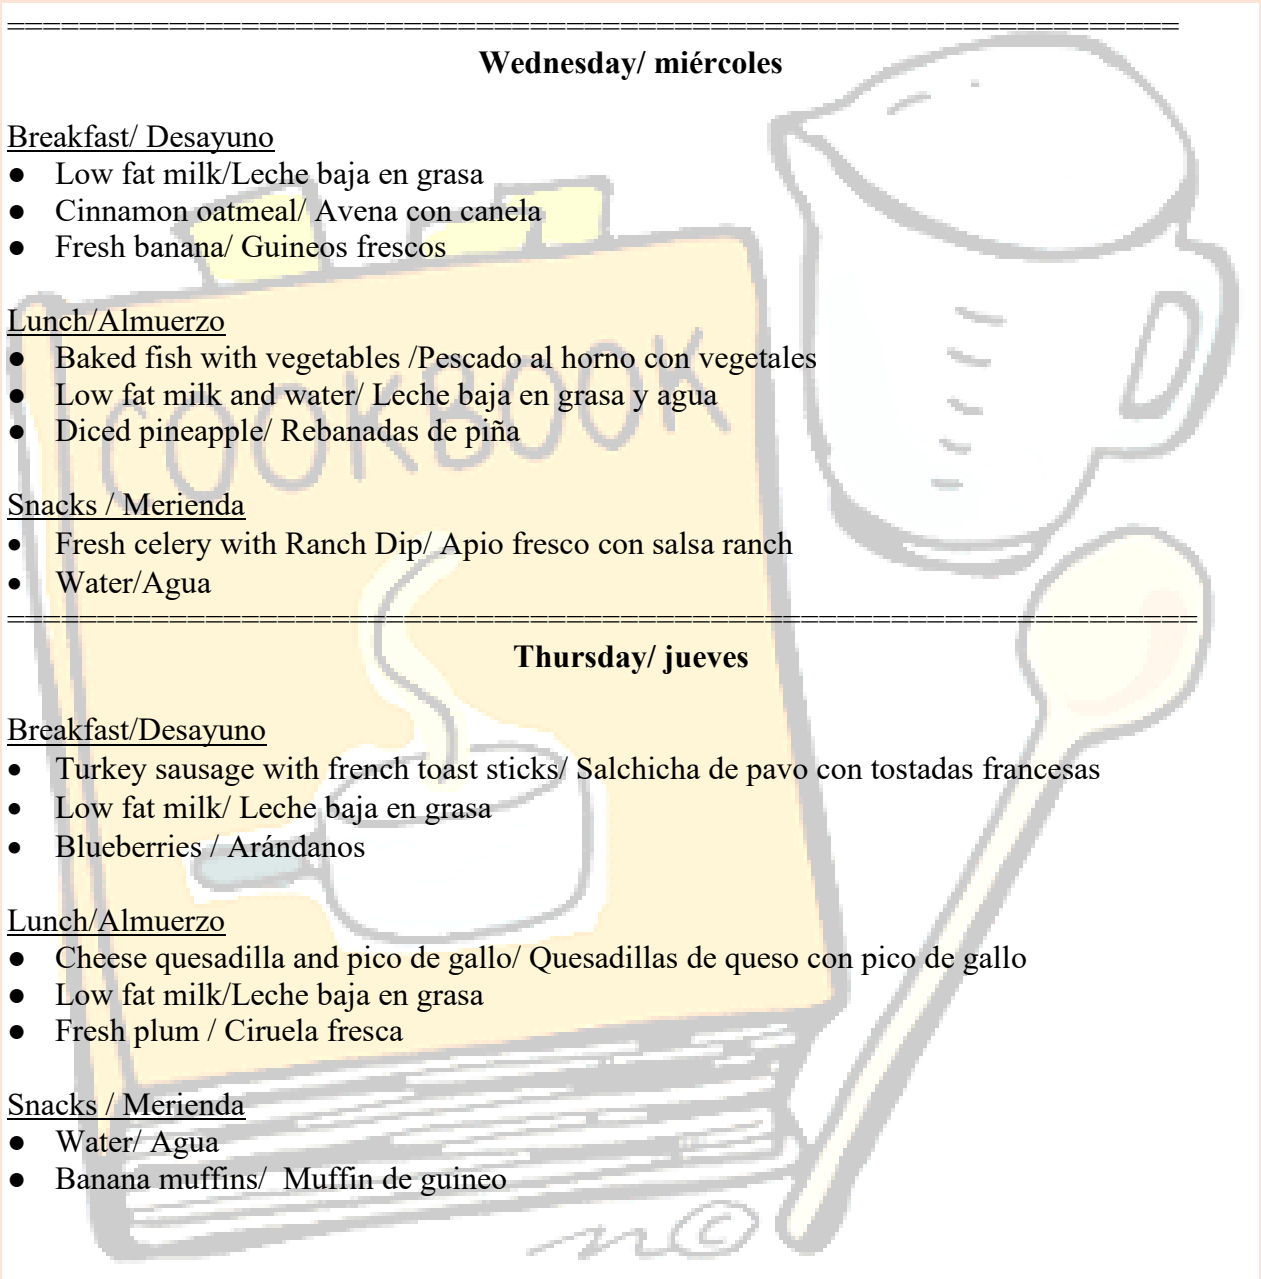 ======================================================================
Wednesday/ miércoles
Breakfast/ Desayuno
● Low fat milk/Leche baja en grasa
● Cinnamon oatmeal/ Avena con canela
● Fresh banana/ Guineos frescos
Lunch/Almuerzo
● Baked fish with vegetables /Pescado al horno con vegetales
● Low fat milk and water/ Leche baja en grasa y agua
● Diced pineapple/ Rebanadas de piña
COOKBOOK
Snacks / Merienda
● Fresh celery with Ranch Dip/ Apio fresco con salsa ranch
● Water/Agua
=======================================================================
Thursday/ jueves
Breakfast/Desayuno
● Turkey sausage with french toast sticks/ Salchicha de pavo con tostadas francesas
● Low fat milk/ Leche baja en grasa
● Blueberries / Arándanos
Lunch/Almuerzo
● Cheese quesadilla and pico de gallo/ Quesadillas de queso con pico de gallo
● Low fat milk/Leche baja en grasa
● Fresh plum / Ciruela fresca
Snacks / Merienda
● Water/ Agua
● Banana muffins/  Muffin de guineo